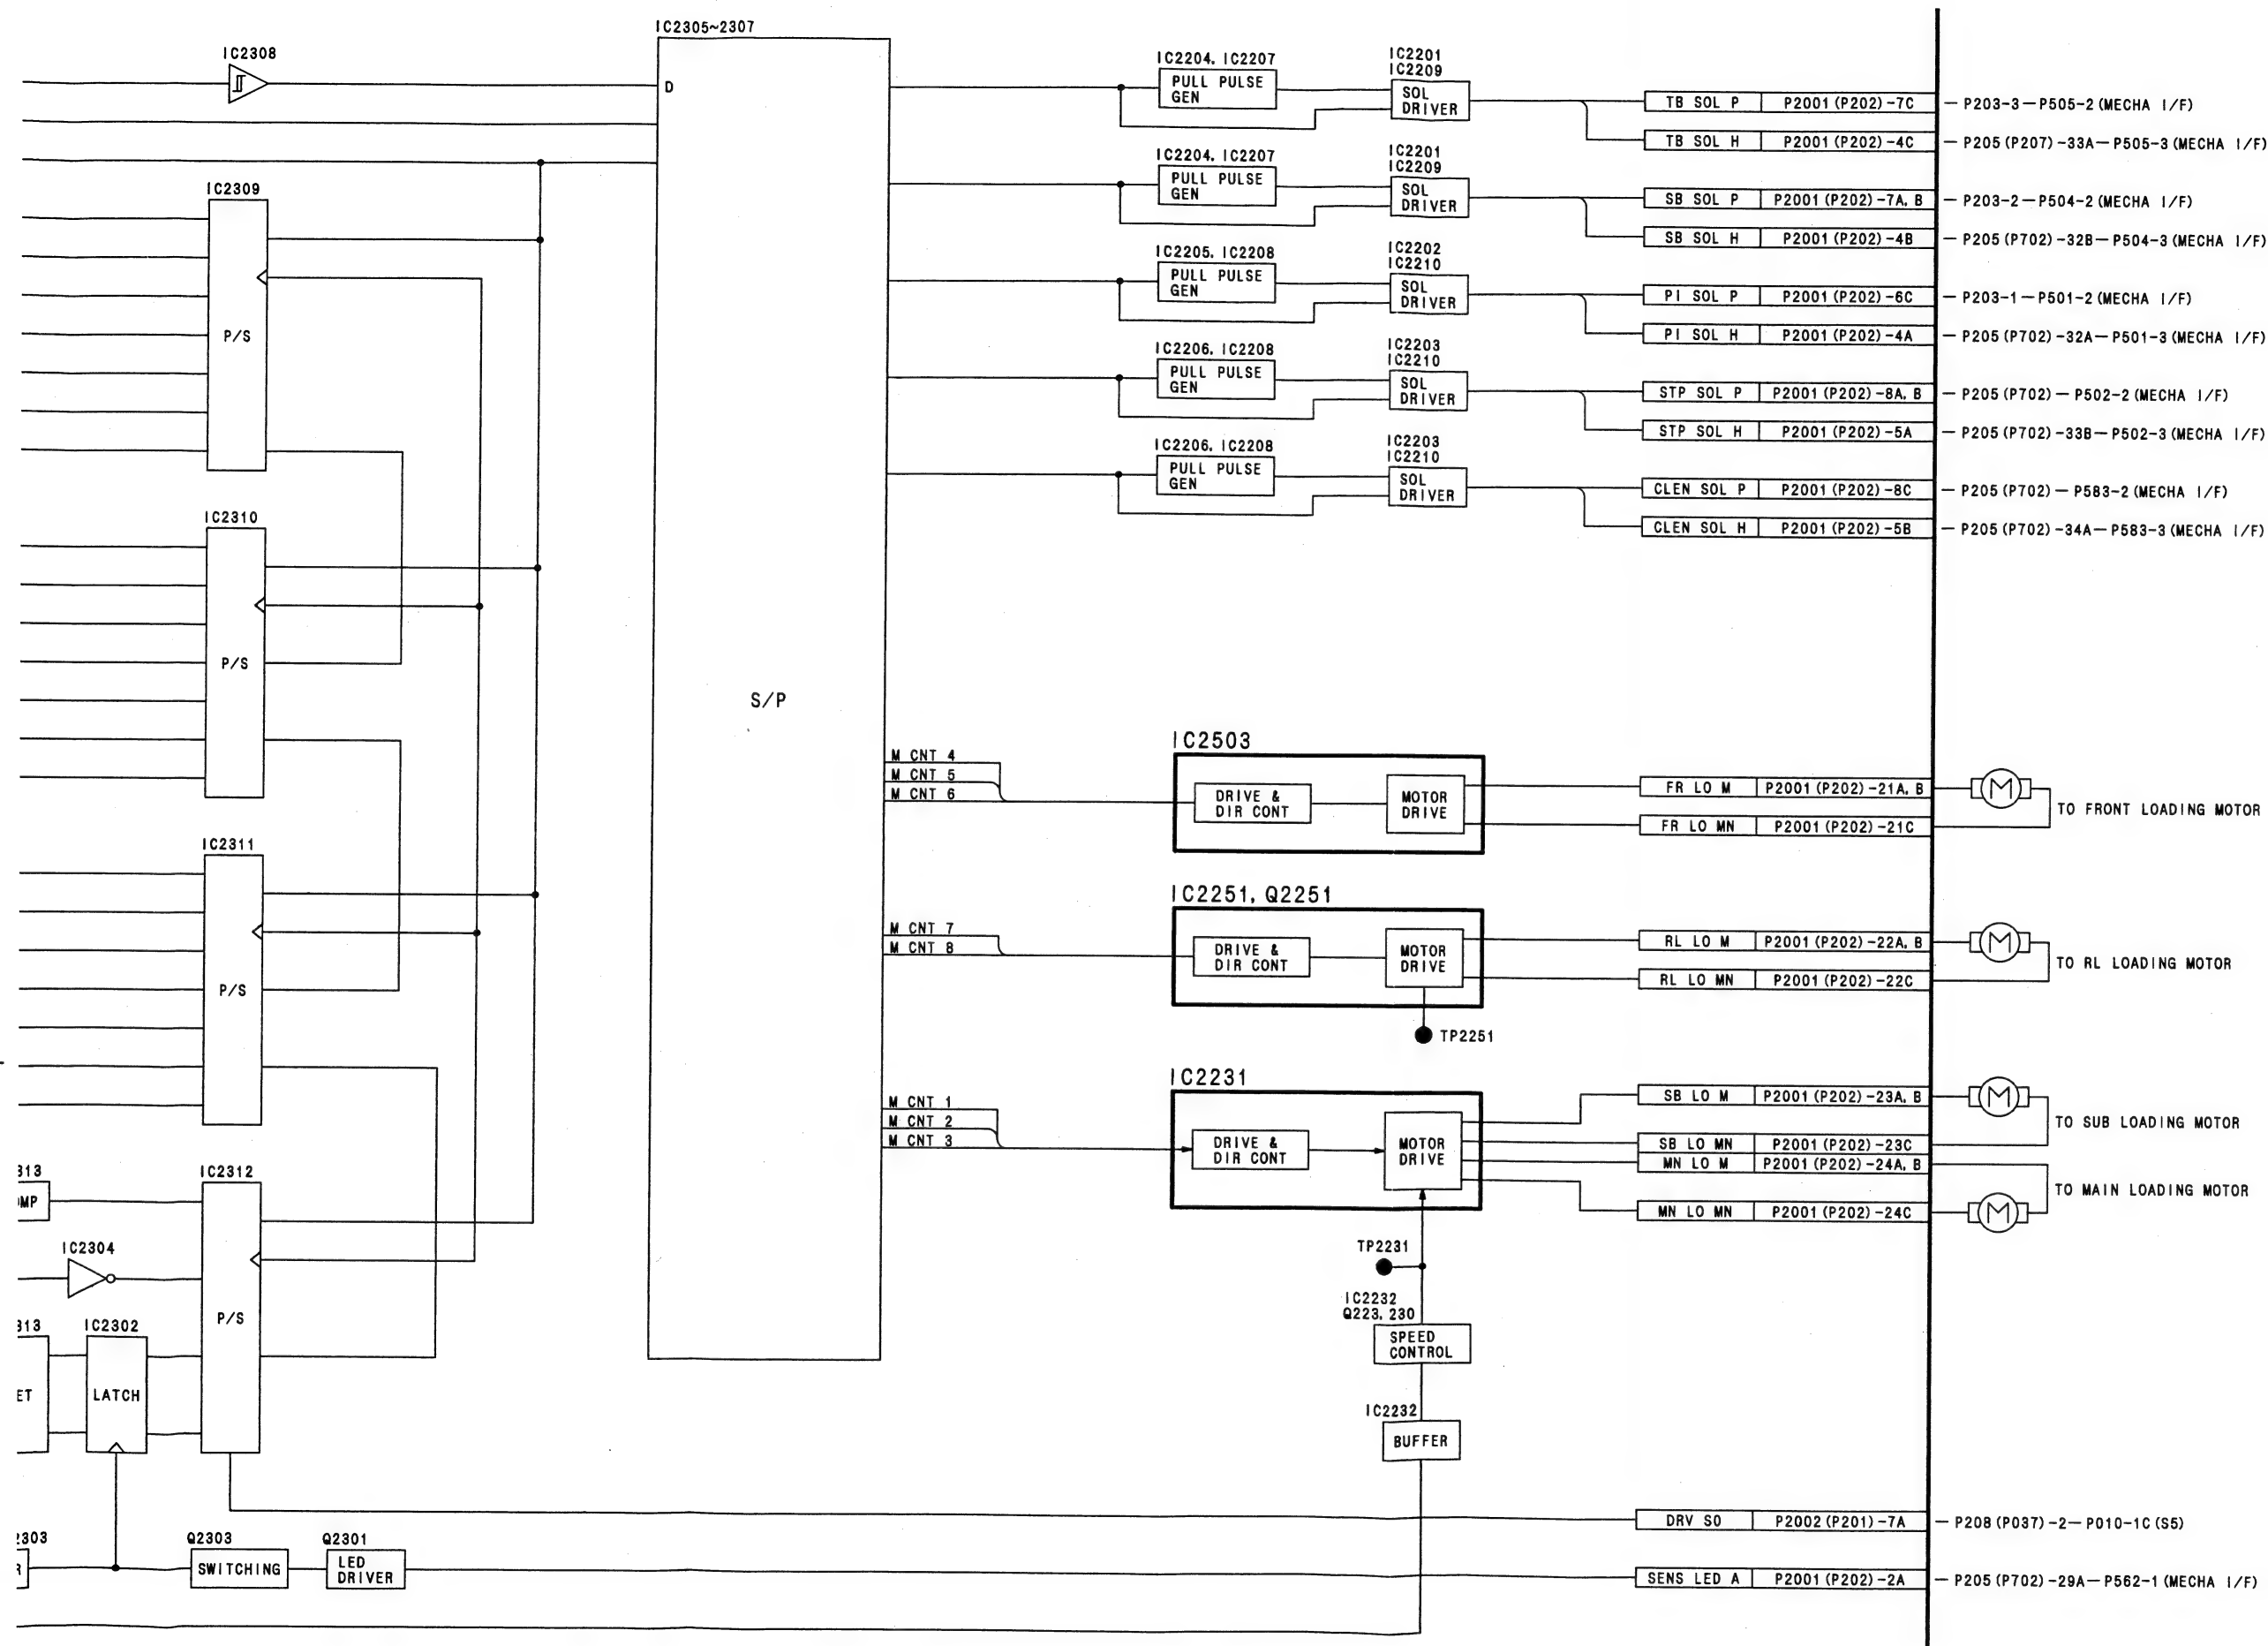 IC2305~2307
IC2308
D
IC2204, IC2207
PULL PULSE
GEN
IC2201
IC2209
SOL
DRIVER
TB SOL P P2001(P202)-7C — P203-3—P505-2(MECHA I/F)
TB SOL H P2001(P202)-4C — P205(P207)-33A—P505-3(MECHA I/F)
IC2204, IC2207
PULL PULSE
GEN
IC2201
IC2209
SOL
DRIVER
SB SOL P P2001(P202)-7A, B — P203-2—P504-2(MECHA I/F)
SB SOL H P2001(P202)-4B — P205(P702)-32B—P504-3(MECHA I/F)
IC2205, IC2208
PULL PULSE
GEN
IC2202
IC2210
SOL
DRIVER
PI SOL P P2001(P202)-6C — P203-1—P501-2(MECHA I/F)
PI SOL H P2001(P202)-4A — P205(P702)-32A—P501-3(MECHA I/F)
IC2206, IC2208
PULL PULSE
GEN
IC2203
IC2210
SOL
DRIVER
STP SOL P P2001(P202)-8A, B — P205(P702)—P502-2(MECHA I/F)
STP SOL H P2001(P202)-5A — P205(P702)-33B—P502-3(MECHA I/F)
IC2206, IC2208
PULL PULSE
GEN
IC2203
IC2210
SOL
DRIVER
CLEN SOL P P2001(P202)-8C — P205(P702)—P583-2(MECHA I/F)
CLEN SOL H P2001(P202)-5B — P205(P702)-34A—P583-3(MECHA I/F)
IC2309
P/S
IC2310
P/S
S/P
IC2503
M CNT 4
M CNT 5
M CNT 6
DRIVE &
DIR CONT
MOTOR
DRIVE
FR LO M P2001(P202)-21A, B
M
TO FRONT LOADING MOTOR
FR LO MN P2001(P202)-21C
IC2311
P/S
IC2251, Q2251
M CNT 7
M CNT 8
DRIVE &
DIR CONT
MOTOR
DRIVE
RL LO M P2001(P202)-22A, B
M
TO RL LOADING MOTOR
RL LO MN P2001(P202)-22C
TP2251
IC2231
M CNT 1
M CNT 2
M CNT 3
DRIVE &
DIR CONT
MOTOR
DRIVE
SB LO M P2001(P202)-23A, B
M
TO SUB LOADING MOTOR
SB LO MN P2001(P202)-23C
MN LO M P2001(P202)-24A, B
TO MAIN LOADING MOTOR
MN LO MN P2001(P202)-24C
M
313
MP
IC2312
P/S
IC2304
TP2231
IC2232
Q223, 230
SPEED
CONTROL
313
ET
IC2302
LATCH
IC2232
BUFFER
DRV SO P2002(P201)-7A — P208(P037)-2—P010-1C(S5)
2303
R
Q2303
SWITCHING
Q2301
LED
DRIVER
SENS LED A P2001(P202)-2A — P205(P702)-29A—P562-1(MECHA I/F)